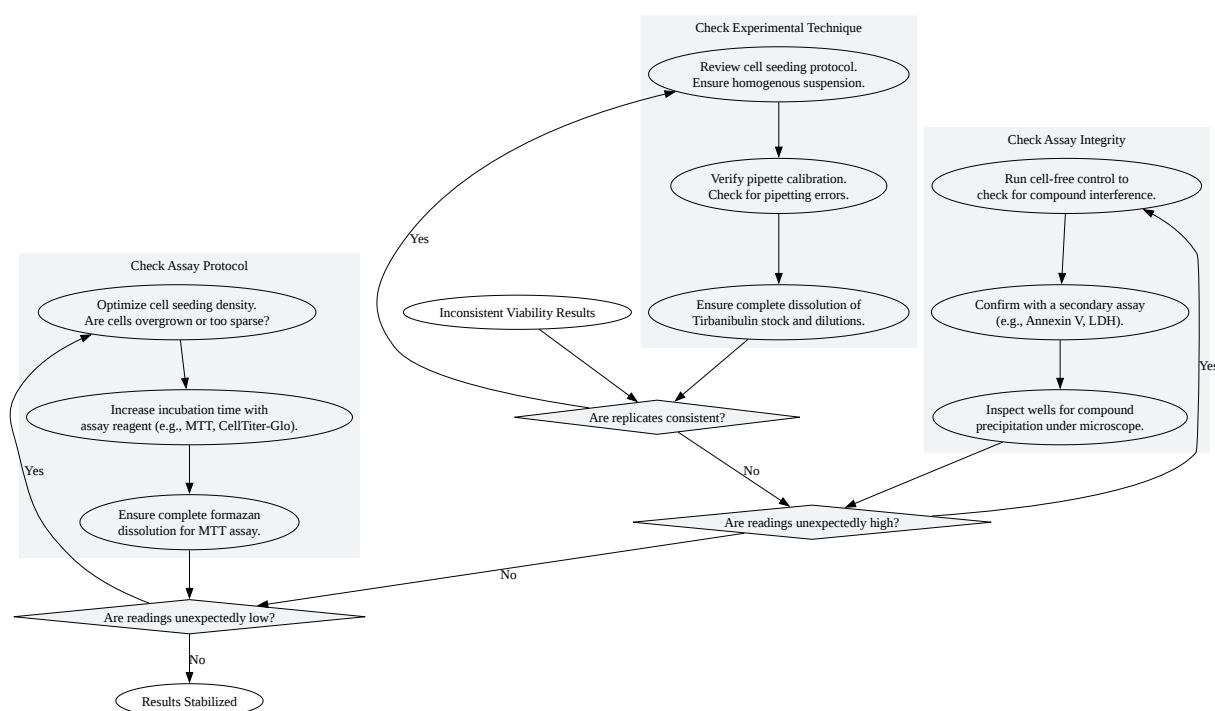 Check Experimental Technique
Review cell seeding protocol.
Ensure homogenous suspension.
Verify pipette calibration.
Check for pipetting errors.
Ensure complete dissolution of
Tirbanibulin stock and dilutions.
Check Assay Integrity
Run cell-free control to
check for compound interference.
Confirm with a secondary assay
(e.g., Annexin V, LDH).
Inspect wells for compound
precipitation under microscope.
Yes
Yes
Check Assay Protocol
Optimize cell seeding density.
Are cells overgrown or too sparse?
Increase incubation time with
assay reagent (e.g., MTT, CellTiter-Glo).
Ensure complete formazan
dissolution for MTT assay.
Yes
Inconsistent Viability Results
Are replicates consistent?
No
Are readings unexpectedly high?
No
Are readings unexpectedly low?
No
Results Stabilized